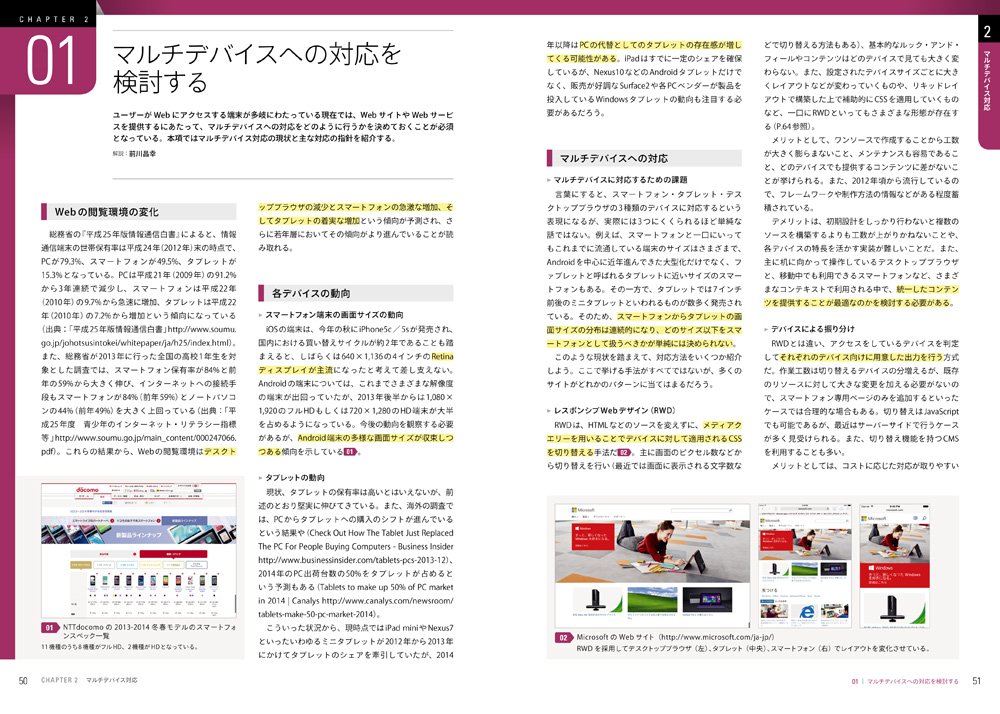 CHAPTER 2
01
マルチデバイスへの対応を
検討する
ユーザーが Web にアクセスする端末が多岐にわたっている現在では、Web サイトや Web サービ
スを提供するにあたって、マルチデバイスへの対応をどのように行うかを決めておくことが必須
となっている。本項ではマルチデバイス対応の現状と主な対応の指針を紹介する。
解説：前川昌幸
Webの閲覧環境の変化
総務省の『平成25年版情報通信白書』によると、情報
通信端末の世帯保有率は平成24年（2012年）末の時点で、
PCが79.3%、スマートフォンが49.5%、タブレットが
15.3%となっている。PCは平成21年（2009年）の91.2%
から3年連続で減少し、スマートフォンは平成22年
（2010年）の9.7%から急速に増加、タブレットは平成22
年（2010年）の7.2%から増加という傾向になっている
（出典：「平成25年版情報通信白書」http://www.soumu.
go.jp/johotsusintokei/whitepaper/ja/h25/index.html）。
また、総務省が2013年に行った全国の高校1年生を対
象とした調査では、スマートフォン保有率が84%と前
年の59%から大きく伸び、インターネットへの接続手
段もスマートフォンが84%（前年59%）とノートパソコ
ンの44%（前年49%）を大きく上回っている（出典：「平
成25年度　青少年のインターネット・リテラシー指標
等」http://www.soumu.go.jp/main_content/000247066.
pdf）。これらの結果から、Webの閲覧環境はデスクト
docomo
新製品ラインナップ
01 NTTdocomo の 2013-2014 冬春モデルのスマートフォ
ンスペック一覧
11機種のうち8機種がフルHD、2機種がHDとなっている。
ップブラウザの減少とスマートフォンの急激な増加、そ
してタブレットの着実な増加という傾向が予測され、さ
らに若年層においてその傾向がより進んでいることが読
み取れる。
各デバイスの動向
▹ スマートフォン端末の画面サイズの動向
iOSの端末は、今年の秋にiPhone5c／5sが発売され、
国内における買い替えサイクルが約2年であることも踏
まえると、しばらくは640×1,136の4インチのRetina
ディスプレイが主流になったと考えて差し支えない。
Androidの端末については、これまでさまざまな解像度
の端末が出回っていたが、2013年後半からは1,080×
1,920のフルHDもしくは720×1,280のHD端末が大半
を占めるようになっている。今後の動向を観察する必要
があるが、Android端末の多様な画面サイズが収束しつ
つある傾向を示している01。
▹ タブレットの動向
現状、タブレットの保有率は高いとはいえないが、前
述のとおり堅実に伸びてきている。また、海外の調査で
は、PCからタブレットへの購入のシフトが進んでいる
という結果や（Check Out How The Tablet Just Replaced
The PC For People Buying Computers - Business Insider
http://www.businessinsider.com/tablets-pcs-2013-12）、
2014年のPC出荷台数の50%をタブレットが占めると
いう予測もある（Tablets to make up 50% of PC market
in 2014 | Canalys http://www.canalys.com/newsroom/
tablets-make-50-pc-market-2014）。
こういった状況から、現時点ではiPad miniやNexus7
といったいわゆるミニタブレットが2012年から2013年
にかけてタブレットのシェアを牽引していたが、2014
50 CHAPTER 2 マルチデバイス対応
年以降はPCの代替としてのタブレットの存在感が増し
てくる可能性がある。iPadはすでに一定のシェアを確保
しているが、Nexus10などのAndroidタブレットだけで
なく、販売が好調なSurface2や各PCベンダーが製品を
投入しているWindowsタブレットの動向も注目する必
要があるだろう。
マルチデバイスへの対応
▹ マルチデバイスに対応するための課題
言葉にすると、スマートフォン・タブレット・デス
クトップブラウザの3種類のデバイスに対応するという
表現になるが、実際には3つにくくられるほど単純な
話ではない。例えば、スマートフォンと一口にいって
もこれまでに流通している端末のサイズはさまざまで、
Androidを中心に近年進んできた大型化だけでなく、フ
ァブレットと呼ばれるタブレットに近いサイズのスマー
トフォンもある。その一方で、タブレットでは7インチ
前後のミニタブレットといわれるものが数多く発売され
ている。そのため、スマートフォンからタブレットの画
面サイズの分布は連続的になり、どのサイズ以下をスマ
ートフォンとして扱うべきかが単純には決められない。
このような現状を踏まえて、対応方法をいくつか紹介
しよう。ここで挙げる手法がすべてではないが、多くの
サイトがどれかのパターンに当てはまるだろう。
▹ レスポンシブWebデザイン（RWD）
RWDは、HTMLなどのソースを変えずに、メディアク
エリーを用いることでデバイスに対して適用されるCSS
を切り替える手法だ02。主に画面のピクセル数などか
ら切り替えを行い（最近では画面に表示される文字数な
どで切り替える方法もある）、基本的なルック・アンド・
フィールやコンテンツはどのデバイスで見ても大きく変
わらない。また、設定されたデバイスサイズごとに大き
くレイアウトなどが変わっていくものや、リキッドレイ
アウトで構築した上で補助的にCSSを適用していくもの
など、一口にRWDといってもさまざまな形態が存在す
る（P.64参照）。
メリットとして、ワンソースで作成することから工数
が大きく膨らまないこと、メンテナンスも容易であるこ
と、どのデバイスでも提供するコンテンツに差がないこ
とが挙げられる。また、2012年頃から流行しているの
で、フレームワークや制作方法の情報などがある程度蓄
積されている。
デメリットは、初期設計をしっかり行わないと複数の
ソースを構築するよりも工数が上がりかねないことや、
各デバイスの特長を活かす実装が難しいことだ。また、
主に机に向かって操作しているデスクトップブラウザ
と、移動中でも利用できるスマートフォンなど、さまざ
まなコンテキストで利用される中で、統一したコンテン
ツを提供することが最適なのかを検討する必要がある。
▹ デバイスによる振り分け
RWDとは違い、アクセスをしているデバイスを判定
してそれぞれのデバイス向けに用意した出力を行う方式
だ。作業工数は切り替えるデバイスの分増えるが、既存
のリソースに対して大きな変更を加える必要がないの
で、スマートフォン専用ページのみを追加するといった
ケースでは合理的な場合もある。切り替えはJavaScript
でも可能であるが、最近はサーバーサイドで行うケース
が多く見受けられる。また、切り替え機能を持つCMS
を利用することも多い。
メリットとしては、コストに応じた対応が取りやすい
Microsoft
Windows
Microsoft
Microsoft
Windows
02 Microsoft の Web サイト（http://www.microsoft.com/ja-jp/）
RWD を採用してデスクトップブラウザ（左）、タブレット（中央）、スマートフォン（右）でレイアウトを変化させている。
2
マルチデバイス対応
01 | マルチデバイスへの対応を検討する 51